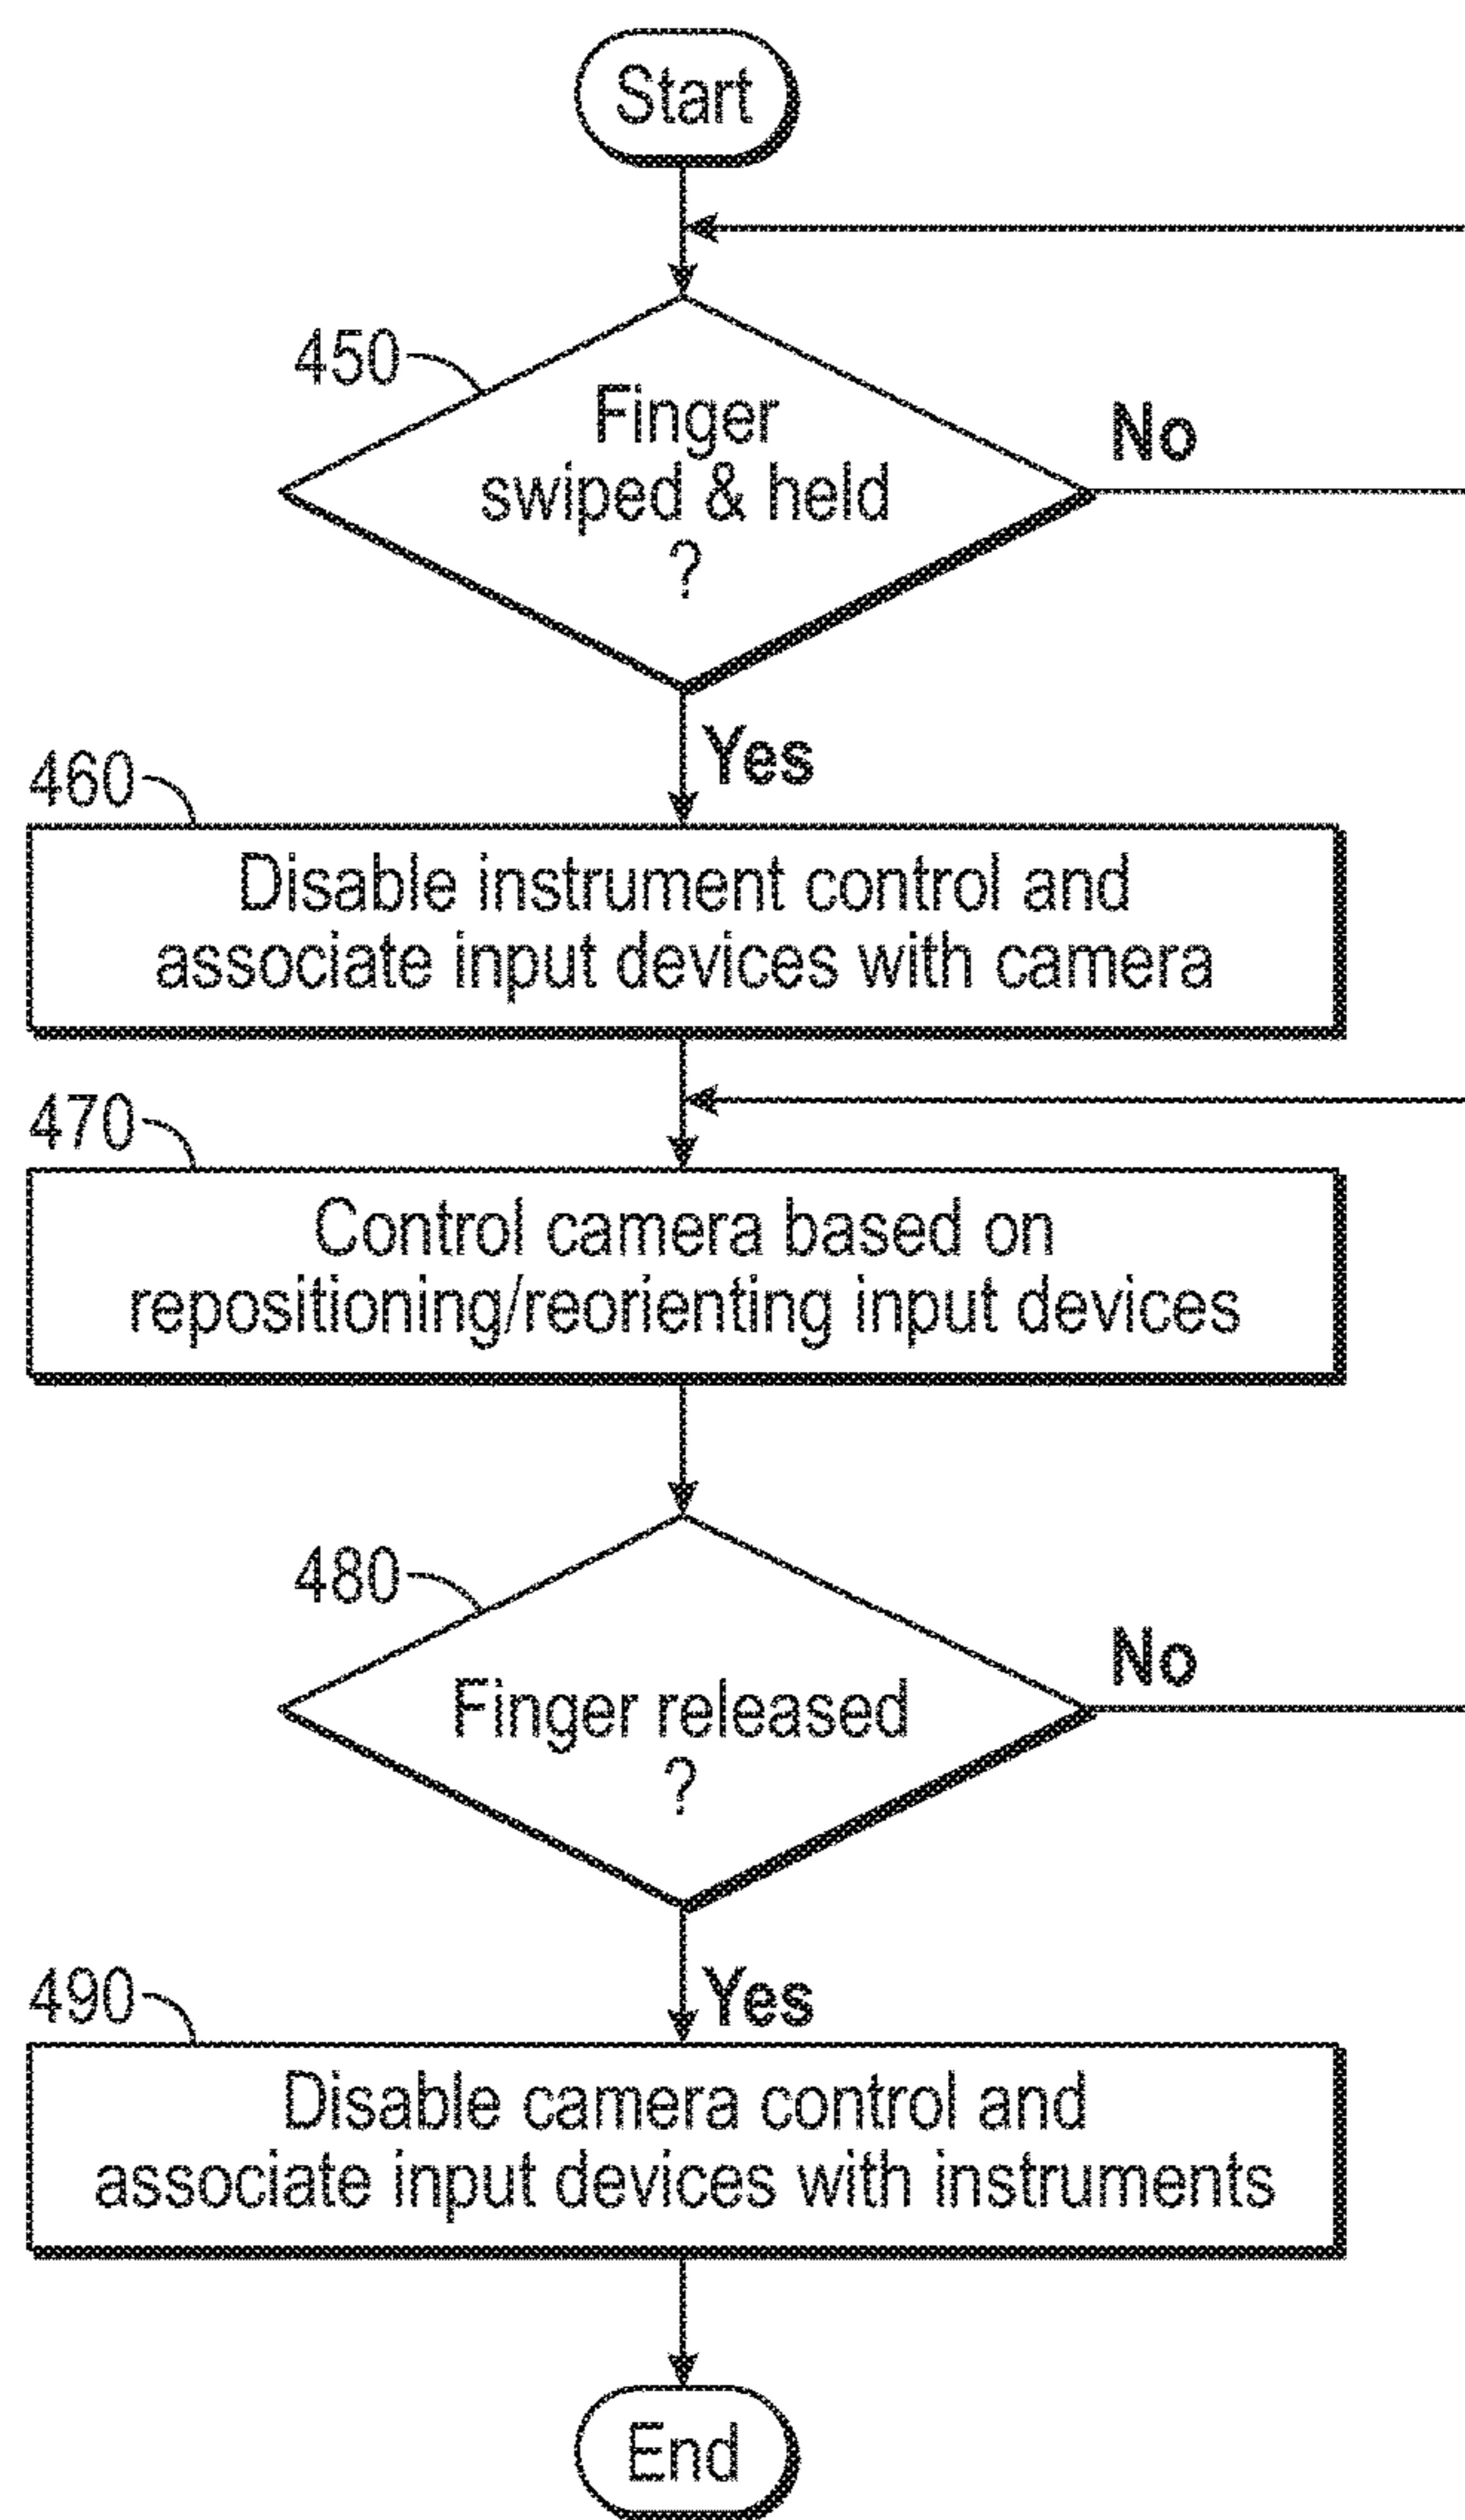 Start
450
Finger
swiped & held
?
No
Yes
460
Disable instrument control and
associate input devices with camera
470
Control camera based on
repositioning/reorienting input devices
480
Finger released
?
No
Yes
490
Disable camera control and
associate input devices with instruments
End